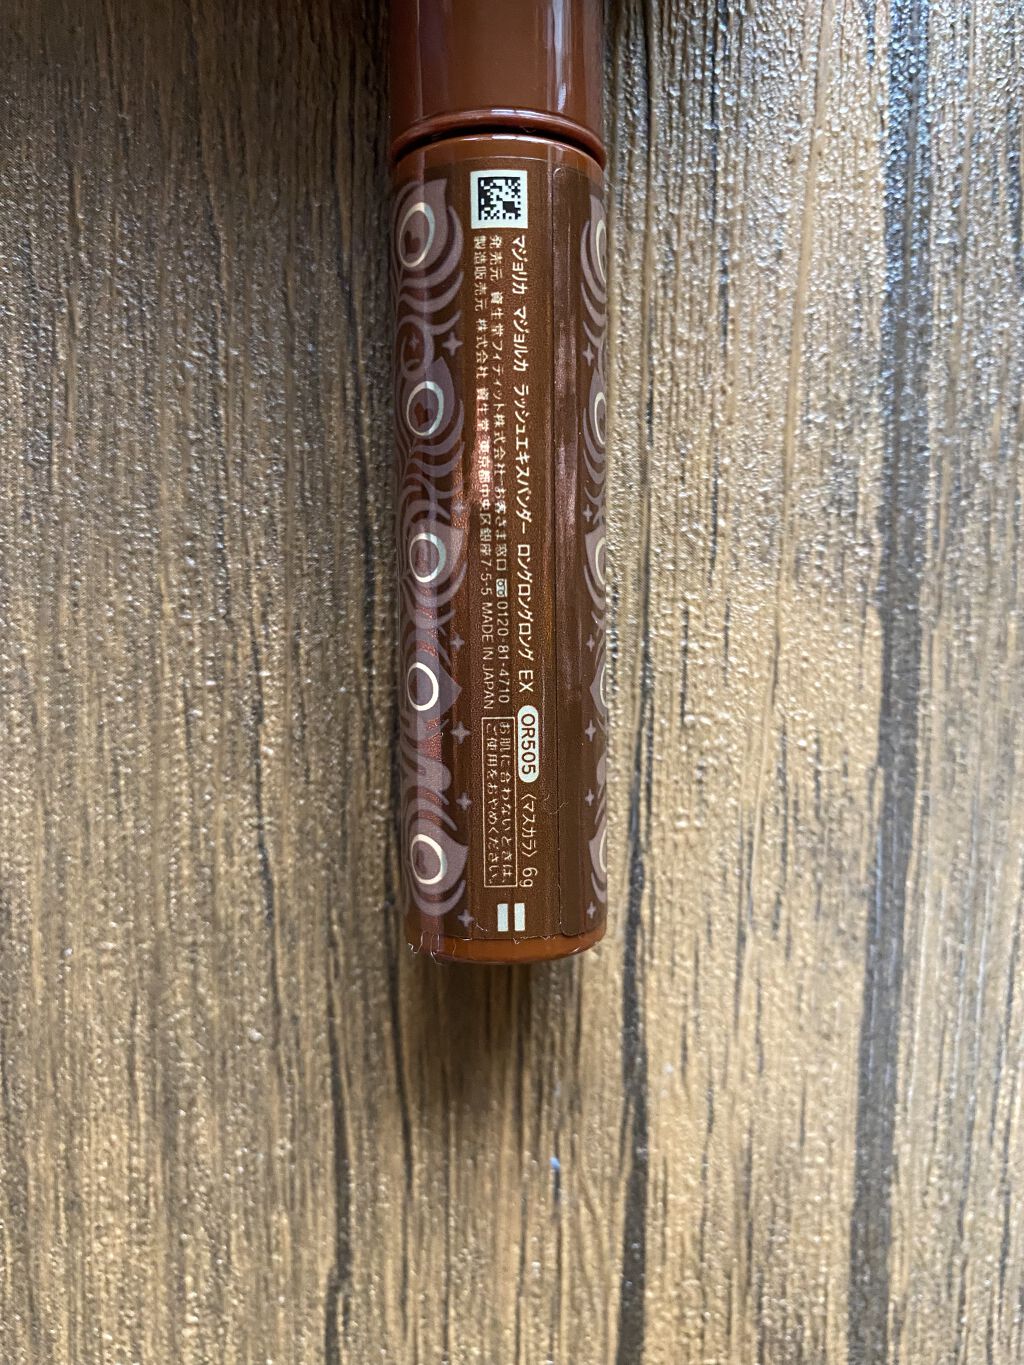 マジョリカ マジョルカ ラッシュエキスパンダー ロングロングロング EX OR505 〈マスカラ〉 6g
発売元 資生堂フィティット株式会社 お客さま窓口 0120-81-4710
製造販売元 株式会社 資生堂 東京都中央区銀座7-5-5 MADE IN JAPAN
お肌に合わないときは、
ご使用をおやめください。